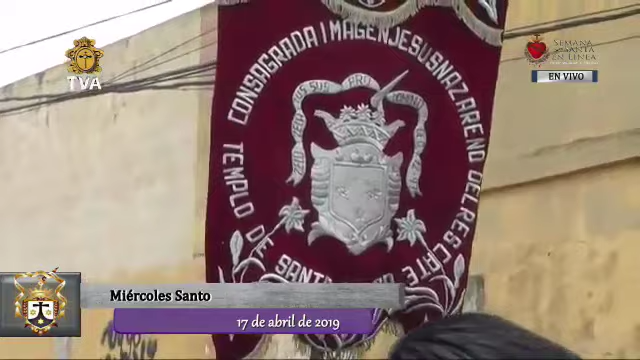 TVA
SEMANA
SANTA
EN LÍNEA
EN VIVO
CONSAGRADA IMAGEN JESUS NAZARENO DEL RESCATE
TEMPLO DE SANTA
Miércoles Santo
17 de abril de 2019